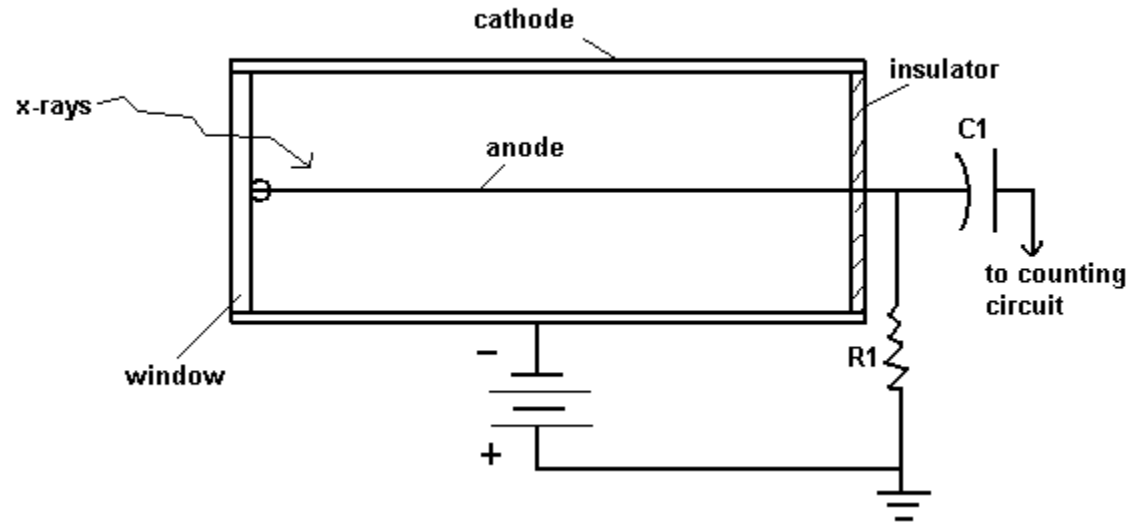 cathode
insulator
x-rays
C1
anode
to counting
circuit
R1
−
window
+